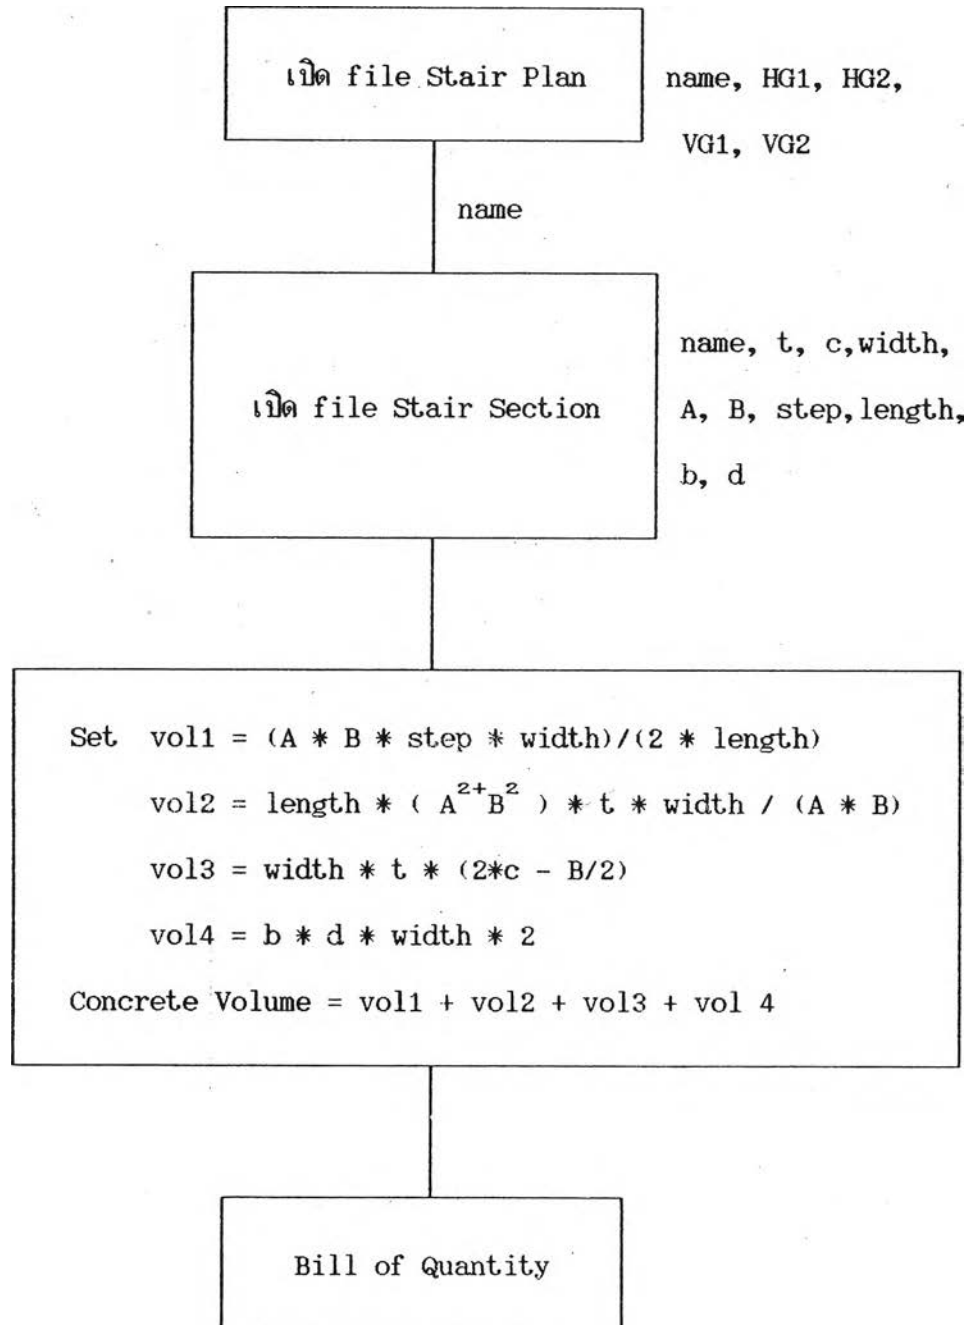 เปิด file Stair Plan
name, HG1, HG2,
VG1, VG2
name
เปิด file Stair Section
name, t, c,width,
A, B, step,length,
b, d
Set vol1 = (A * B * step * width)/(2 * length)
vol2 = length * ( A²⁺B² ) * t * width / (A * B)
vol3 = width * t * (2*c - B/2)
vol4 = b * d * width * 2
Concrete Volume = vol1 + vol2 + vol3 + vol 4
Bill of Quantity